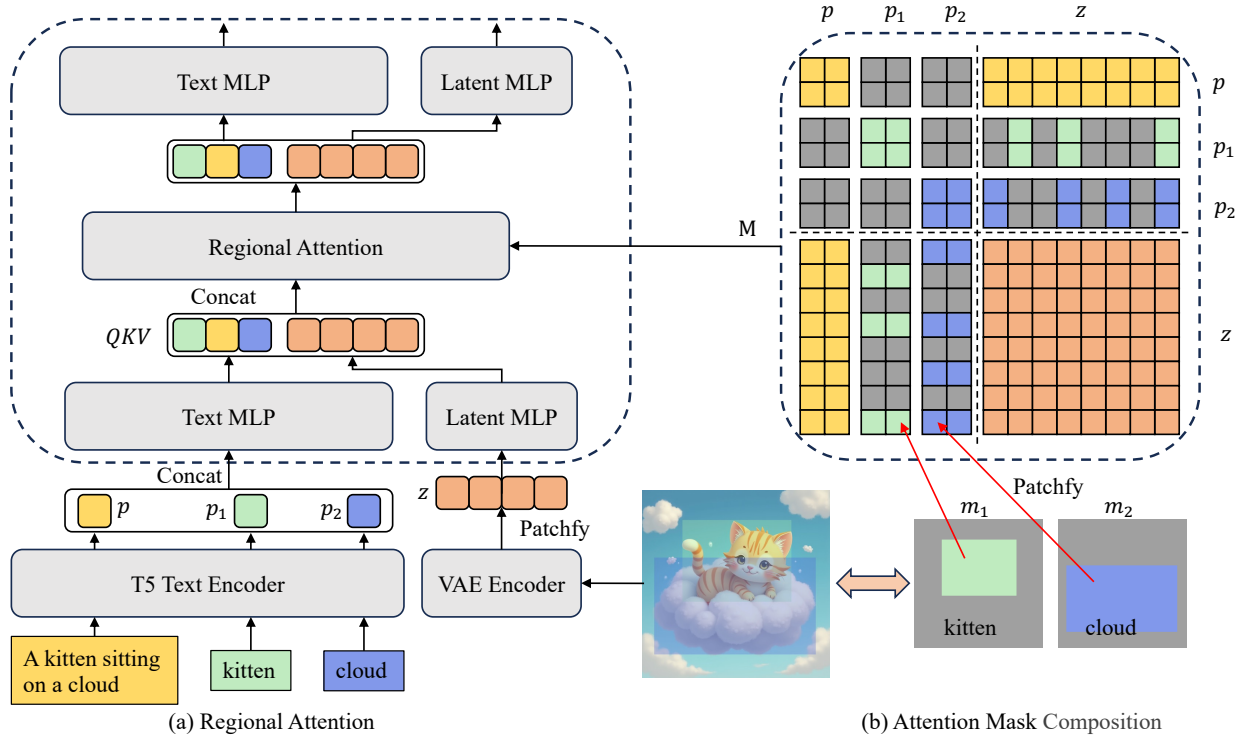 Text MLP
Latent MLP
Regional Attention
Concat
QKV
Text MLP
Latent MLP
Concat
p
p₁
p₂
z
Patchfy
T5 Text Encoder
VAE Encoder
A kitten sitting
on a cloud
kitten
cloud
(a) Regional Attention
M
p
p₁
p₂
z
p
p₁
p₂
z
Patchfy
m₁
m₂
kitten
cloud
(b) Attention Mask Composition